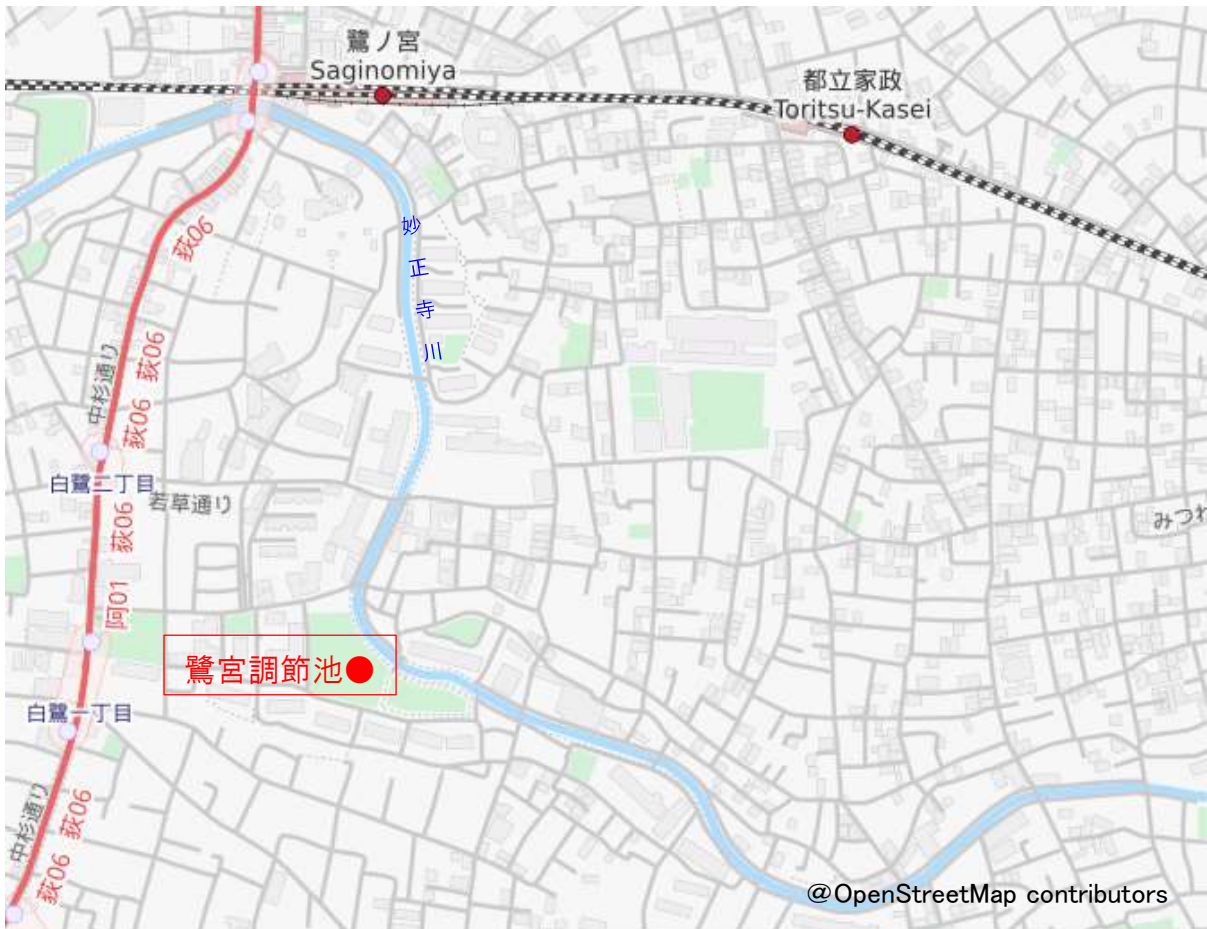 鷺ノ宮
Saginomiya
都立家政
Toritsu-Kasei
妙正寺川
荻06
荻06
中杉通り
荻06
白鷺二丁目
若草通り
荻06
みつわ
阿01
鷺宮調節池
白鷺一丁目
荻06
中杉通り
荻06
@OpenStreetMap contributors